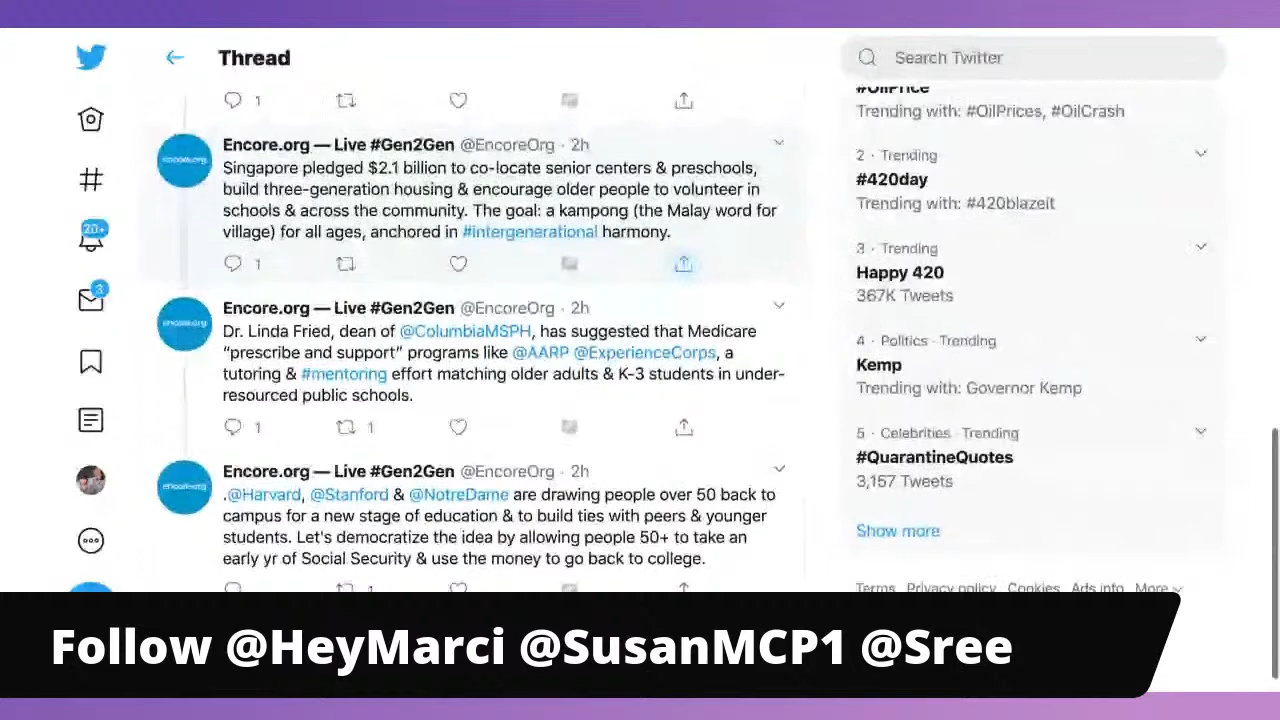 Thread
1
Encore.org — Live #Gen2Gen @EncoreOrg · 2h
Singapore pledged $2.1 billion to co-locate senior centers & preschools,
build three-generation housing & encourage older people to volunteer in
schools & across the community. The goal: a kampong (the Malay word for
village) for all ages, anchored in #intergenerational harmony.
1
encore.org
Encore.org — Live #Gen2Gen @EncoreOrg · 2h
Dr. Linda Fried, dean of @ColumbiaMSPH, has suggested that Medicare
“prescribe and support” programs like @AARP @ExperienceCorps, a
tutoring & #mentoring effort matching older adults & K-3 students in under-
resourced public schools.
1 1
encore.org
Encore.org — Live #Gen2Gen @EncoreOrg · 2h
.@Harvard, @Stanford & @NotreDame are drawing people over 50 back to
campus for a new stage of education & to build ties with peers & younger
students. Let's democratize the idea by allowing people 50+ to take an
early yr of Social Security & use the money to go back to college.
1
encore.org
20+
3
Search Twitter
#OilPrice
Trending with: #OilPrices, #OilCrash
2 · Trending
#420day
Trending with: #420blazeit
3 · Trending
Happy 420
367K Tweets
4 · Politics · Trending
Kemp
Trending with: Governor Kemp
5 · Celebrities · Trending
#QuarantineQuotes
3,157 Tweets
Show more
Terms Privacy policy Cookies Ads info More
Follow @HeyMarci @SusanMCP1 @Sree